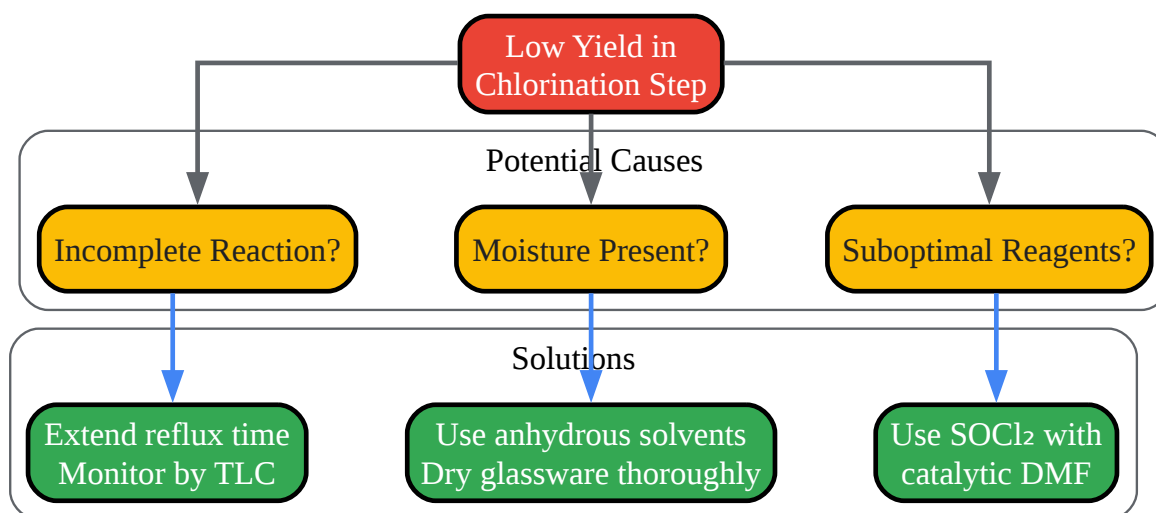 Low Yield in
Chlorination Step
Potential Causes
Incomplete Reaction?
Moisture Present?
Suboptimal Reagents?
Solutions
Extend reflux time
Monitor by TLC
Use anhydrous solvents
Dry glassware thoroughly
Use SOCl₂ with
catalytic DMF